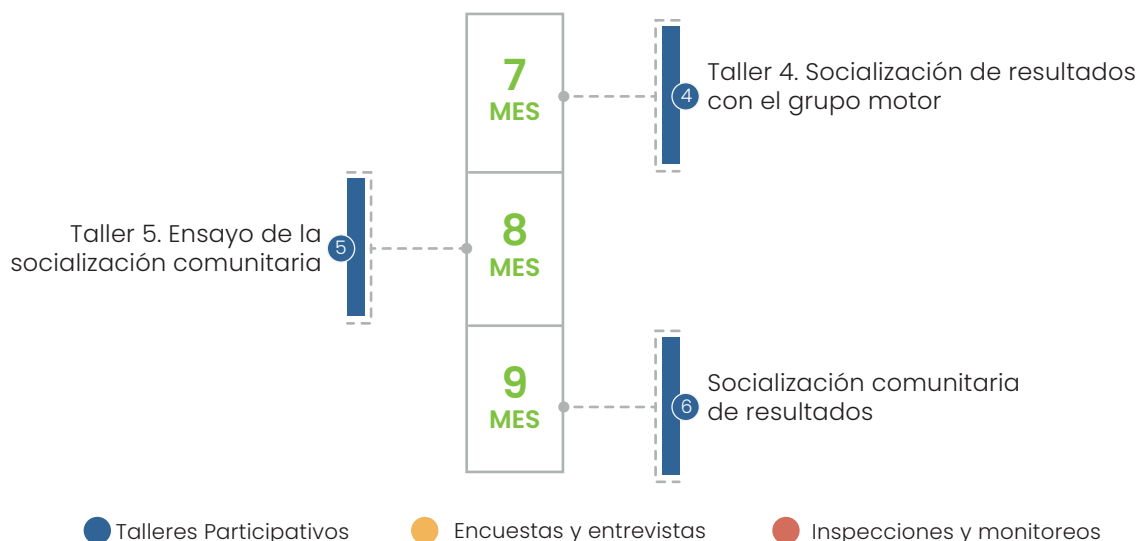 7
MES
4
Taller 4. Socialización de resultados
con el grupo motor
Taller 5. Ensayo de la
socialización comunitaria
5
8
MES
9
MES
6
Socialización comunitaria
de resultados
Talleres Participativos
Encuestas y entrevistas
Inspecciones y monitoreos